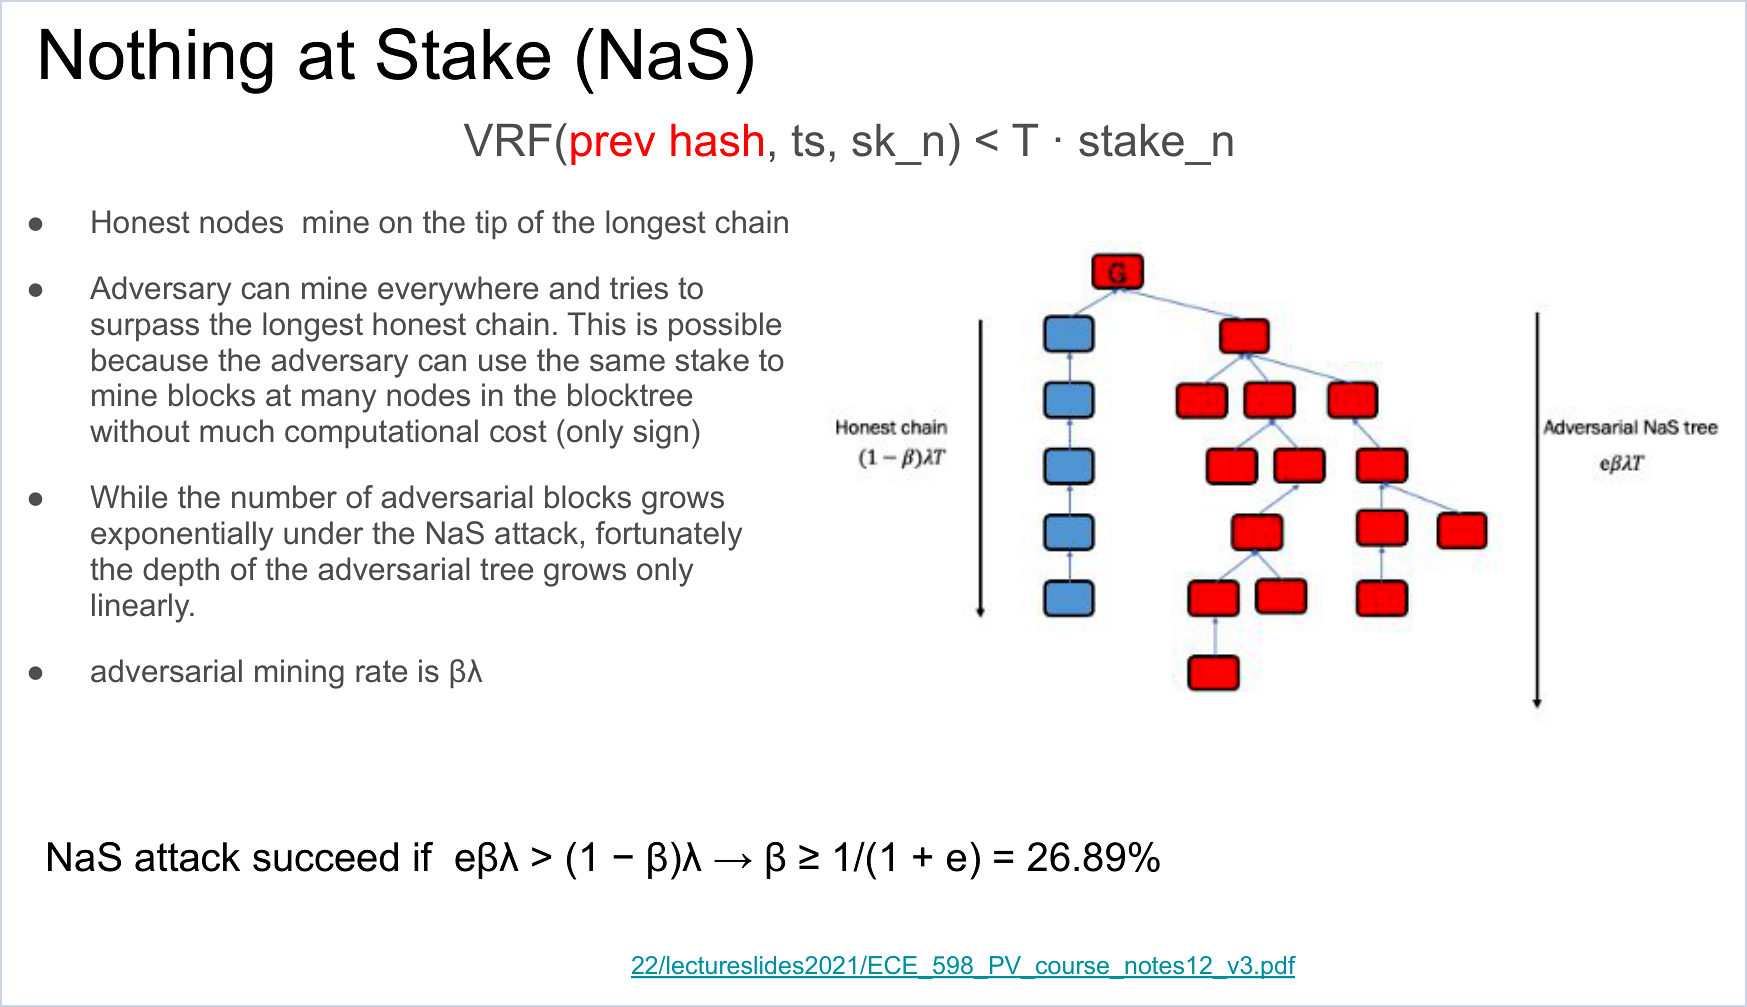 Nothing at Stake (NaS)
VRF(prev hash, ts, sk_n) < T · stake_n
● Honest nodes  mine on the tip of the longest chain
● Adversary can mine everywhere and tries to
surpass the longest honest chain. This is possible
because the adversary can use the same stake to
mine blocks at many nodes in the blocktree
without much computational cost (only sign)
● While the number of adversarial blocks grows
exponentially under the NaS attack, fortunately
the depth of the adversarial tree grows only
linearly.
● adversarial mining rate is βλ
G
Honest chain
(1 − β)λT
Adversarial NaS tree
eβλT
NaS attack succeed if  eβλ > (1 − β)λ → β ≥ 1/(1 + e) = 26.89%
22/lectureslides2021/ECE_598_PV_course_notes12_v3.pdf